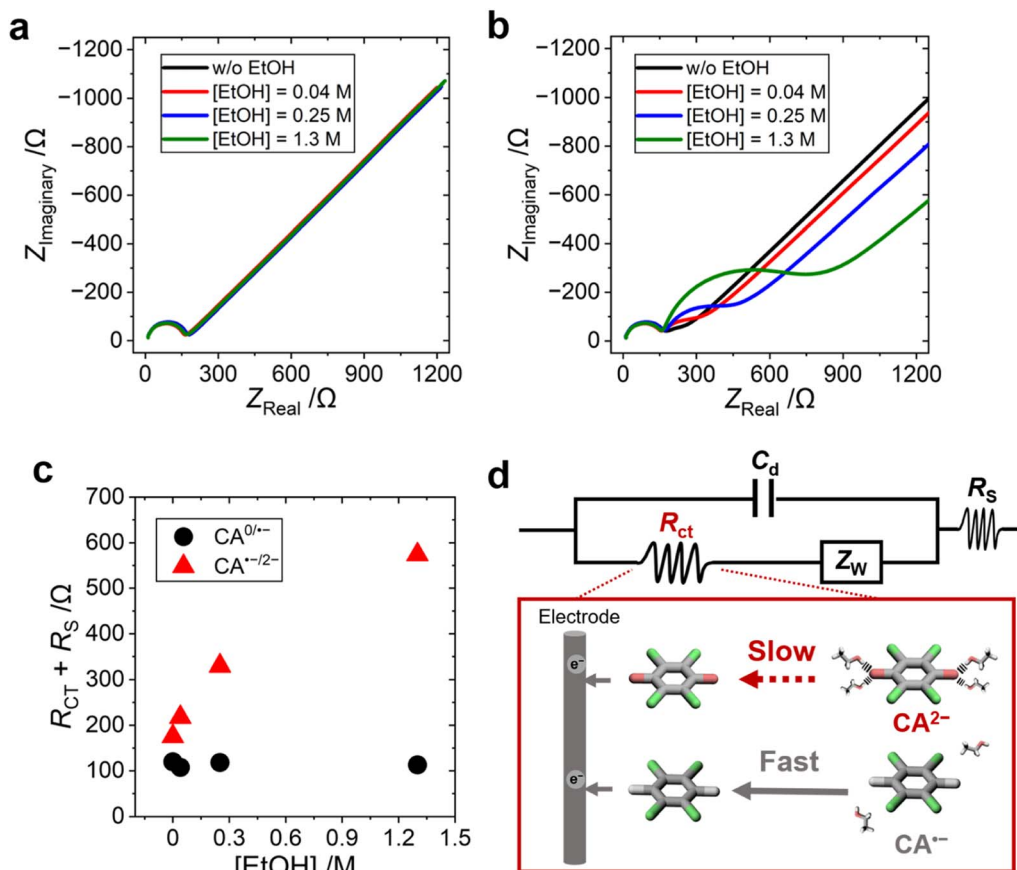 a
−1200
−1000
−800
−600
−400
−200
0
Z_Imaginary /Ω
w/o EtOH
[EtOH] = 0.04 M
[EtOH] = 0.25 M
[EtOH] = 1.3 M
0 300 600 900 1200
Z_Real /Ω
b
−1200
−1000
−800
−600
−400
−200
0
Z_Imaginary /Ω
w/o EtOH
[EtOH] = 0.04 M
[EtOH] = 0.25 M
[EtOH] = 1.3 M
0 300 600 900 1200
Z_Real /Ω
c
700
600
500
400
300
200
100
0
R_CT + R_S /Ω
CA⁰/•−
CA•−/2−
0 0.3 0.6 0.9 1.2 1.5
[EtOH] /M
d
C_d
R_S
R_ct
Z_W
Electrode
e⁻
Slow
CA²⁻
e⁻
Fast
CA•−